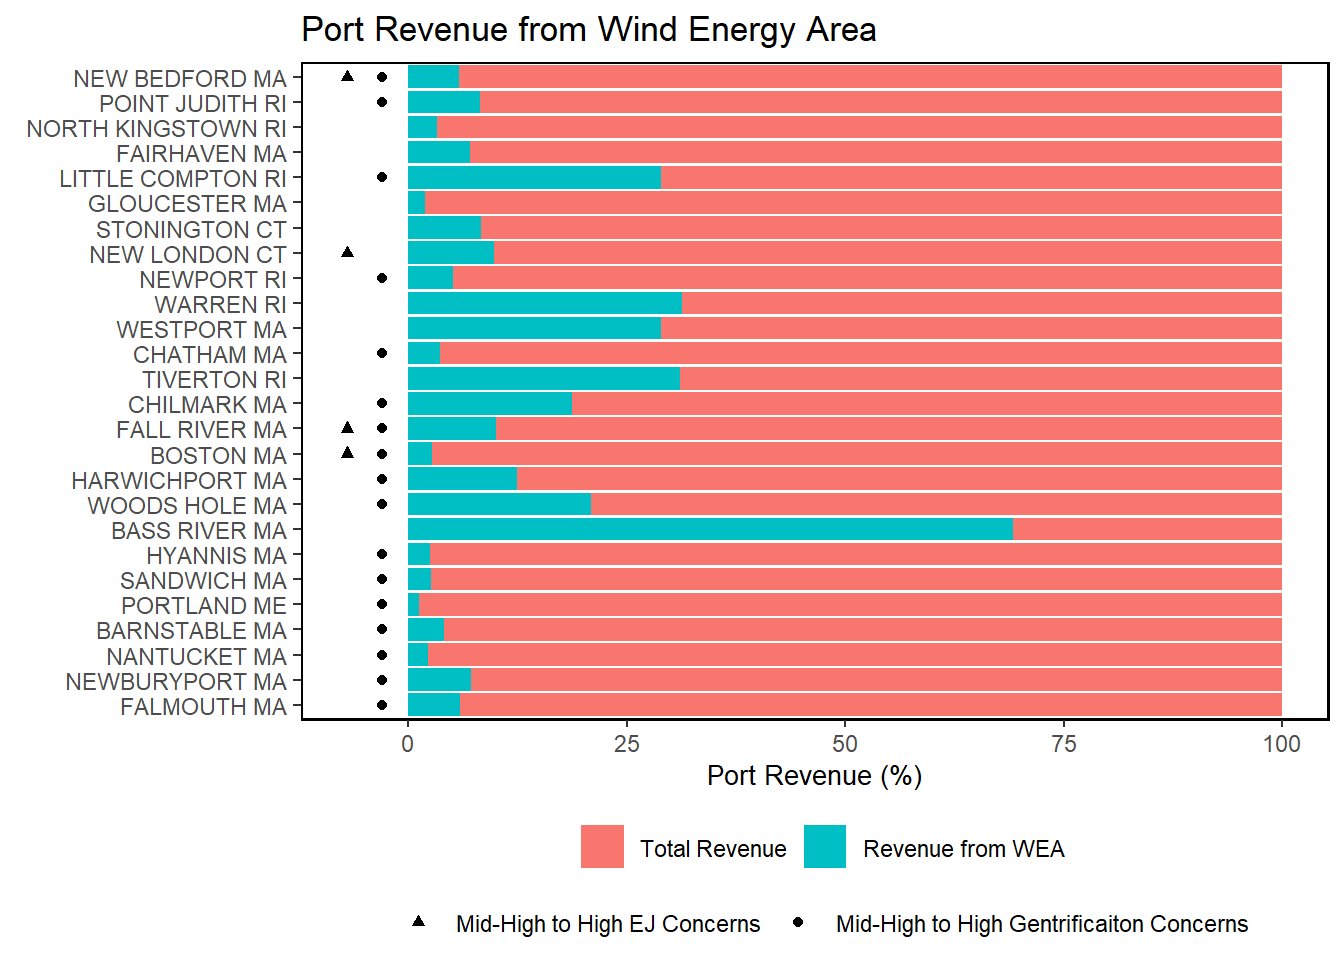 Port Revenue from Wind Energy Area
NEW BEDFORD MA
POINT JUDITH RI
NORTH KINGSTOWN RI
FAIRHAVEN MA
LITTLE COMPTON RI
GLOUCESTER MA
STONINGTON CT
NEW LONDON CT
NEWPORT RI
WARREN RI
WESTPORT MA
CHATHAM MA
TIVERTON RI
CHILMARK MA
FALL RIVER MA
BOSTON MA
HARWICHPORT MA
WOODS HOLE MA
BASS RIVER MA
HYANNIS MA
SANDWICH MA
PORTLAND ME
BARNSTABLE MA
NANTUCKET MA
NEWBURYPORT MA
FALMOUTH MA
0 25 50 75 100
Port Revenue (%)
Total Revenue Revenue from WEA
Mid-High to High EJ Concerns Mid-High to High Gentrificaiton Concerns